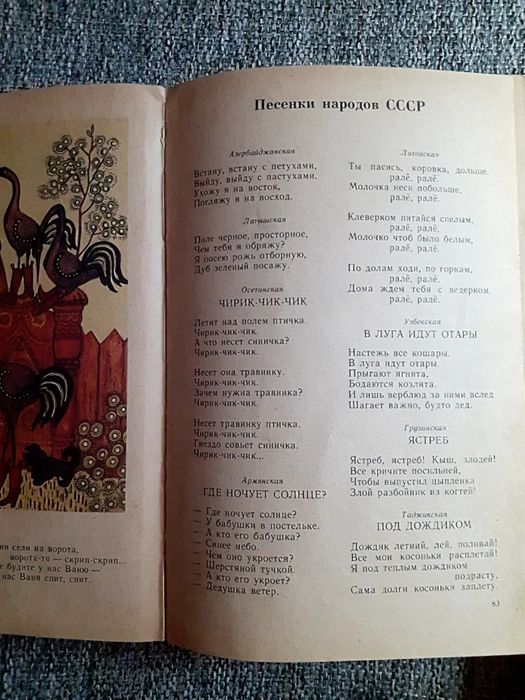 ни сели на ворота,
ворота-то — скрип-скрип...
е будите у нас Ваню —
нас Ваня спит, спит.
Песенки народов СССР
Азербайджанская
Встану, встану с петухами,
Выйду, выйду с пастухами.
Ухожу я на восток,
Погляжу я на восход.
Латышская
Поле черное, просторное,
Чем тебя я обряжу?
Я посею рожь отборную,
Дуб зеленый посажу.
Осетинская
ЧИРИК-ЧИК-ЧИК
Летит над полем птичка.
Чирик-чик-чик.
А что несет синичка?
Чирик-чик-чик.
Несет она травинку.
Чирик-чик-чик.
Зачем нужна травинка?
Чирик-чик-чик.
Несет травинку птичка.
Чирик-чик-чик.
Гнездо совьет синичка.
Чирик-чик-чик...
Армянская
ГДЕ НОЧУЕТ СОЛНЦЕ?
— Где ночует солнце?
— У бабушки в постельке.
— А кто его бабушка?
— Синее небо.
— Чем оно укроется?
— Шерстяной тучкой.
— А кто его укроет?
— Дедушка ветер.
Литовская
Ты пасись, коровка, дольше,
ралё, ралё.
Молочка неси побольше,
ралё, ралё.
Клеверком питайся спелым,
ралё, ралё.
Молочко чтоб было белым,
ралё, ралё.
По долам ходи, по горкам,
ралё, ралё.
Дома ждем тебя с ведерком,
ралё, ралё.
Узбекская
В ЛУГА ИДУТ ОТАРЫ
Настежь все кошары.
В луга идут отары.
Прыгают ягнята,
Бодаются козлята,
И лишь верблюд за ними вслед
Шагает важно, будто дед.
Грузинская
ЯСТРЕБ
Ястреб, ястреб! Кыш, злодей!
Все кричите посильней,
Чтобы выпустил цыпленка
Злой разбойник из когтей!
Таджикская
ПОД ДОЖДИКОМ
Дождик летний, лей, поливай!
Все мои косоньки расплетай!
Я под теплым дождиком
подрасту,
Сама долги косоньки заплету.
83